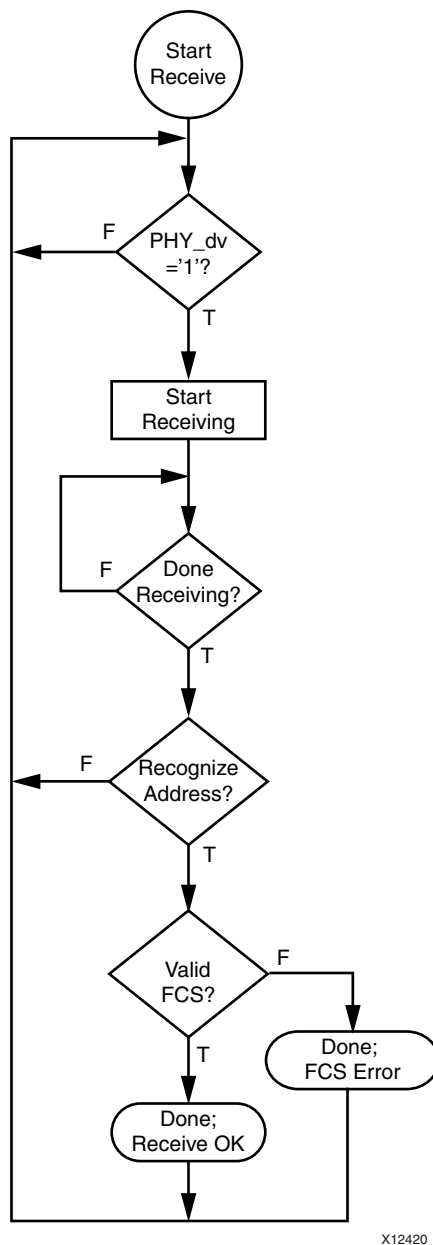 Start
Receive
F
PHY_dv
='1'?
T
Start
Receiving
F
Done
Receiving?
T
F
Recognize
Address?
T
F
Valid
FCS?
T
Done;
FCS Error
Done;
Receive OK
X12420